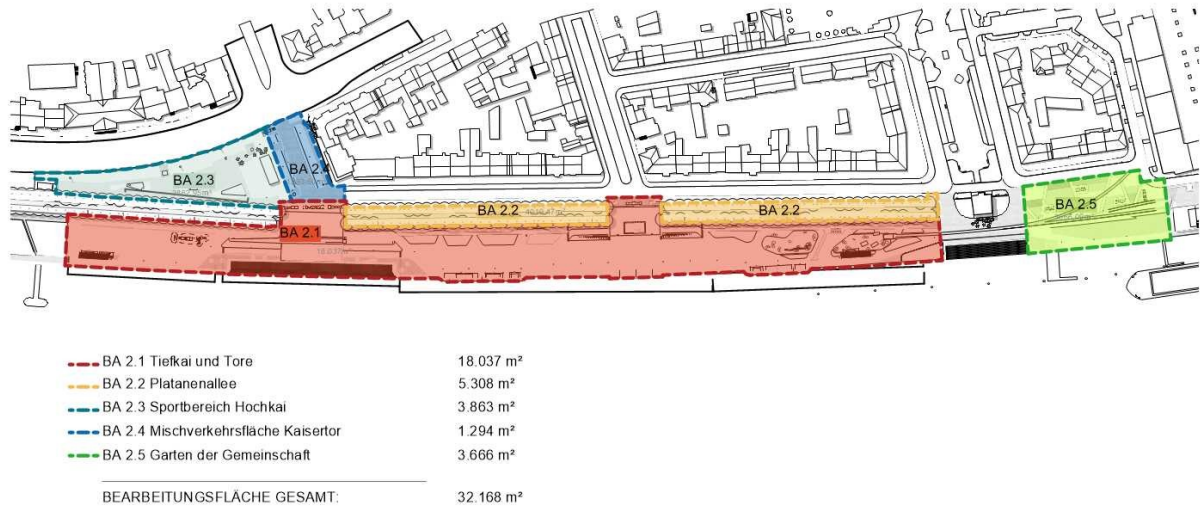 BA 2.4
BA 2.3
BA 2.2
BA 2.2
BA 2.5
BA 2.1
BA 2.1 Tiefkai und Tore 18.037 m²
BA 2.2 Platanenallee 5.308 m²
BA 2.3 Sportbereich Hochkai 3.863 m²
BA 2.4 Mischverkehrsfläche Kaisertor 1.294 m²
BA 2.5 Garten der Gemeinschaft 3.666 m²
BEARBEITUNGSFLÄCHE GESAMT: 32.168 m²